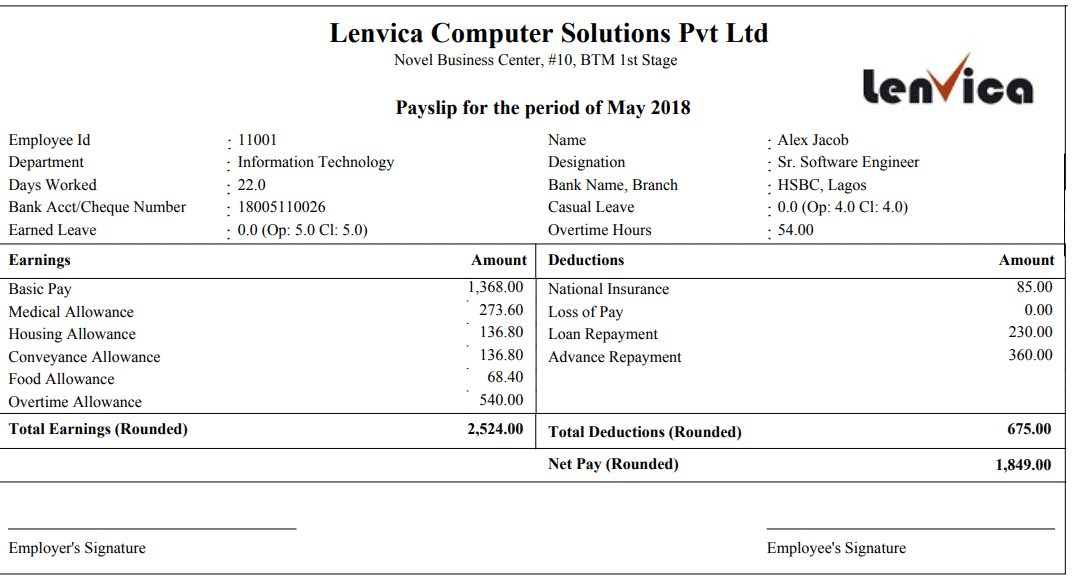 Lenvica Computer Solutions Pvt Ltd
Novel Business Center, #10, BTM 1st Stage
Lenvica
Payslip for the period of May 2018
Employee Id : 11001 Name : Alex Jacob
Department : Information Technology Designation : Sr. Software Engineer
Days Worked : 22.0 Bank Name, Branch : HSBC, Lagos
Bank Acct/Cheque Number : 18005110026 Casual Leave : 0.0 (Op: 4.0 Cl: 4.0)
Earned Leave : 0.0 (Op: 5.0 Cl: 5.0) Overtime Hours : 54.00
Earnings Amount Deductions Amount
Basic Pay 1,368.00 National Insurance 85.00
Medical Allowance 273.60 Loss of Pay 0.00
Housing Allowance 136.80 Loan Repayment 230.00
Conveyance Allowance 136.80 Advance Repayment 360.00
Food Allowance 68.40
Overtime Allowance 540.00
Total Earnings (Rounded) 2,524.00 Total Deductions (Rounded) 675.00
Net Pay (Rounded) 1,849.00
Employer's Signature Employee's Signature